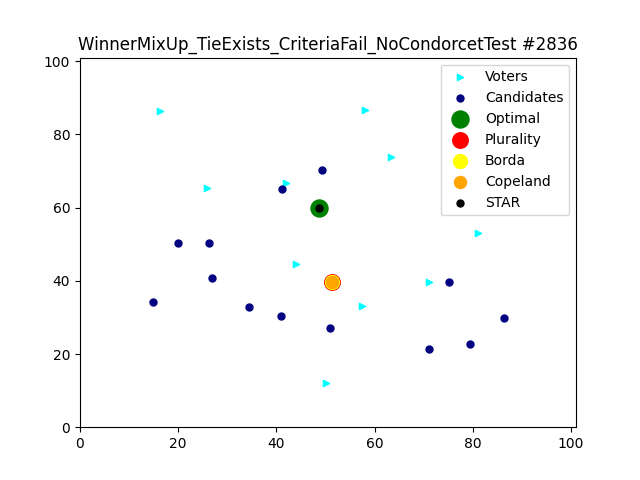 WinnerMixUp_TieExists_CriteriaFail_NoCondorcetTest #2836
100
80
60
40
20
0
0 20 40 60 80 100
Voters
Candidates
Optimal
Plurality
Borda
Copeland
STAR